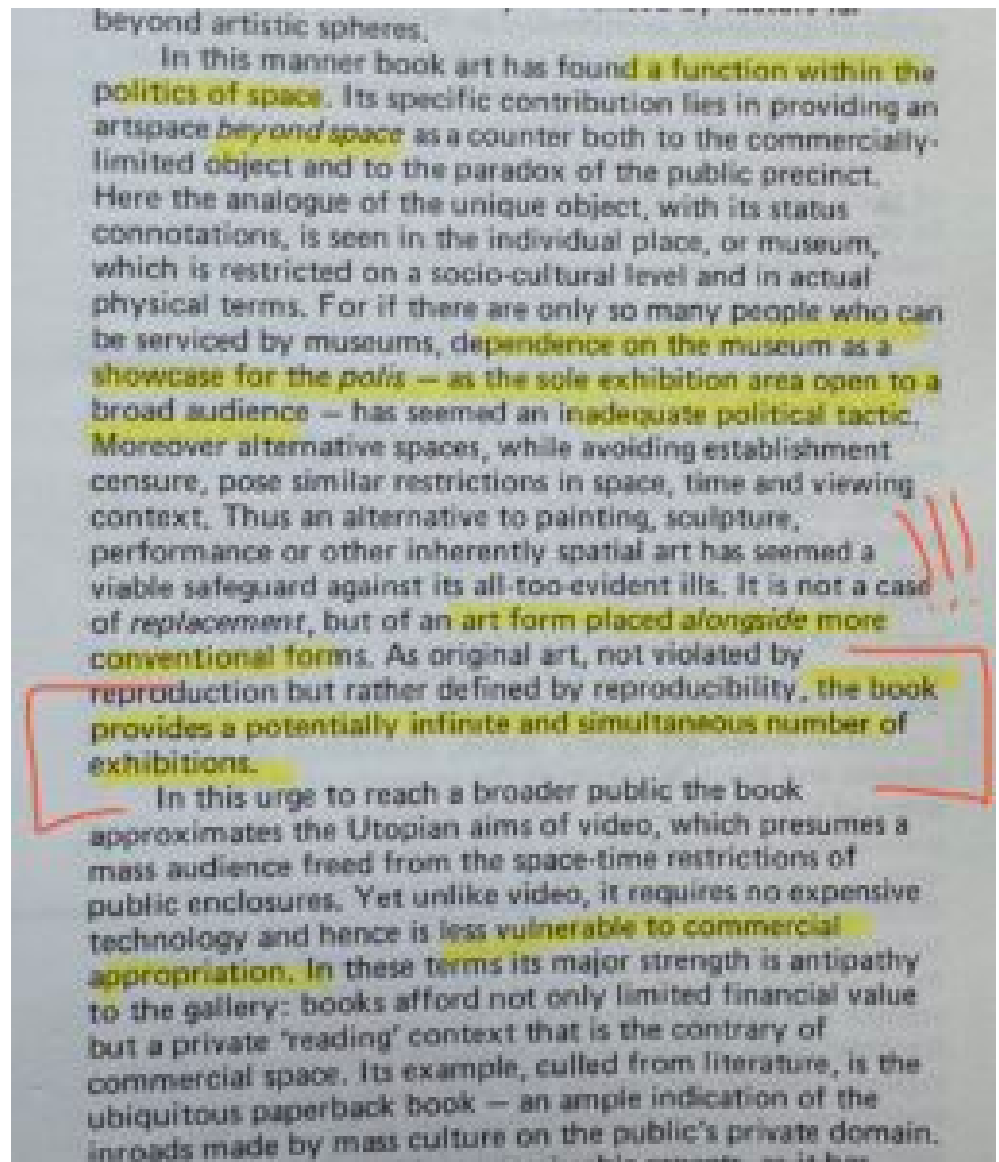 beyond artistic spheres.
In this manner book art has found a function within the
politics of space. Its specific contribution lies in providing an
artspace beyond space as a counter both to the commercially-
limited object and to the paradox of the public precinct.
Here the analogue of the unique object, with its status
connotations, is seen in the individual place, or museum,
which is restricted on a socio-cultural level and in actual
physical terms. For if there are only so many people who can
be serviced by museums, dependence on the museum as a
showcase for the polis — as the sole exhibition area open to a
broad audience — has seemed an inadequate political tactic.
Moreover alternative spaces, while avoiding establishment
censure, pose similar restrictions in space, time and viewing
context. Thus an alternative to painting, sculpture,
performance or other inherently spatial art has seemed a
viable safeguard against its all-too-evident ills. It is not a case
of replacement, but of an art form placed alongside more
conventional forms. As original art, not violated by
reproduction but rather defined by reproducibility, the book
provides a potentially infinite and simultaneous number of
exhibitions.
In this urge to reach a broader public the book
approximates the Utopian aims of video, which presumes a
mass audience freed from the space-time restrictions of
public enclosures. Yet unlike video, it requires no expensive
technology and hence is less vulnerable to commercial
appropriation. In these terms its major strength is antipathy
to the gallery: books afford not only limited financial value
but a private 'reading' context that is the contrary of
commercial space. Its example, culled from literature, is the
ubiquitous paperback book — an ample indication of the
inroads made by mass culture on the public's private domain.